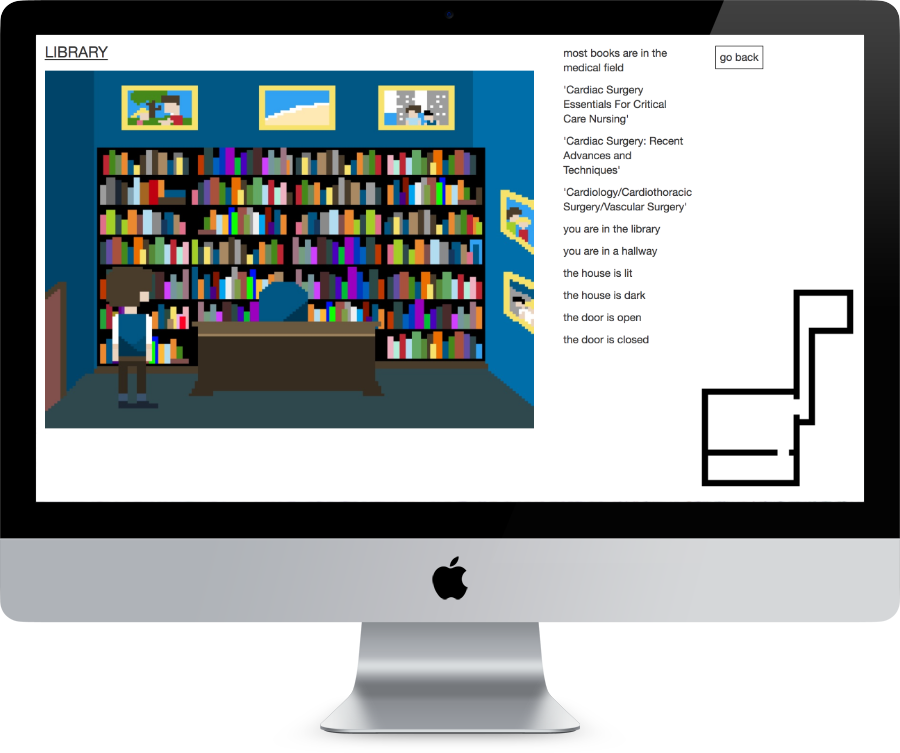 LIBRARY
most books are in the
medical field
'Cardiac Surgery
Essentials For Critical
Care Nursing'
'Cardiac Surgery: Recent
Advances and
Techniques'
'Cardiology/Cardiothoracic
Surgery/Vascular Surgery'
you are in the library
you are in a hallway
the house is lit
the house is dark
the door is open
the door is closed
go back